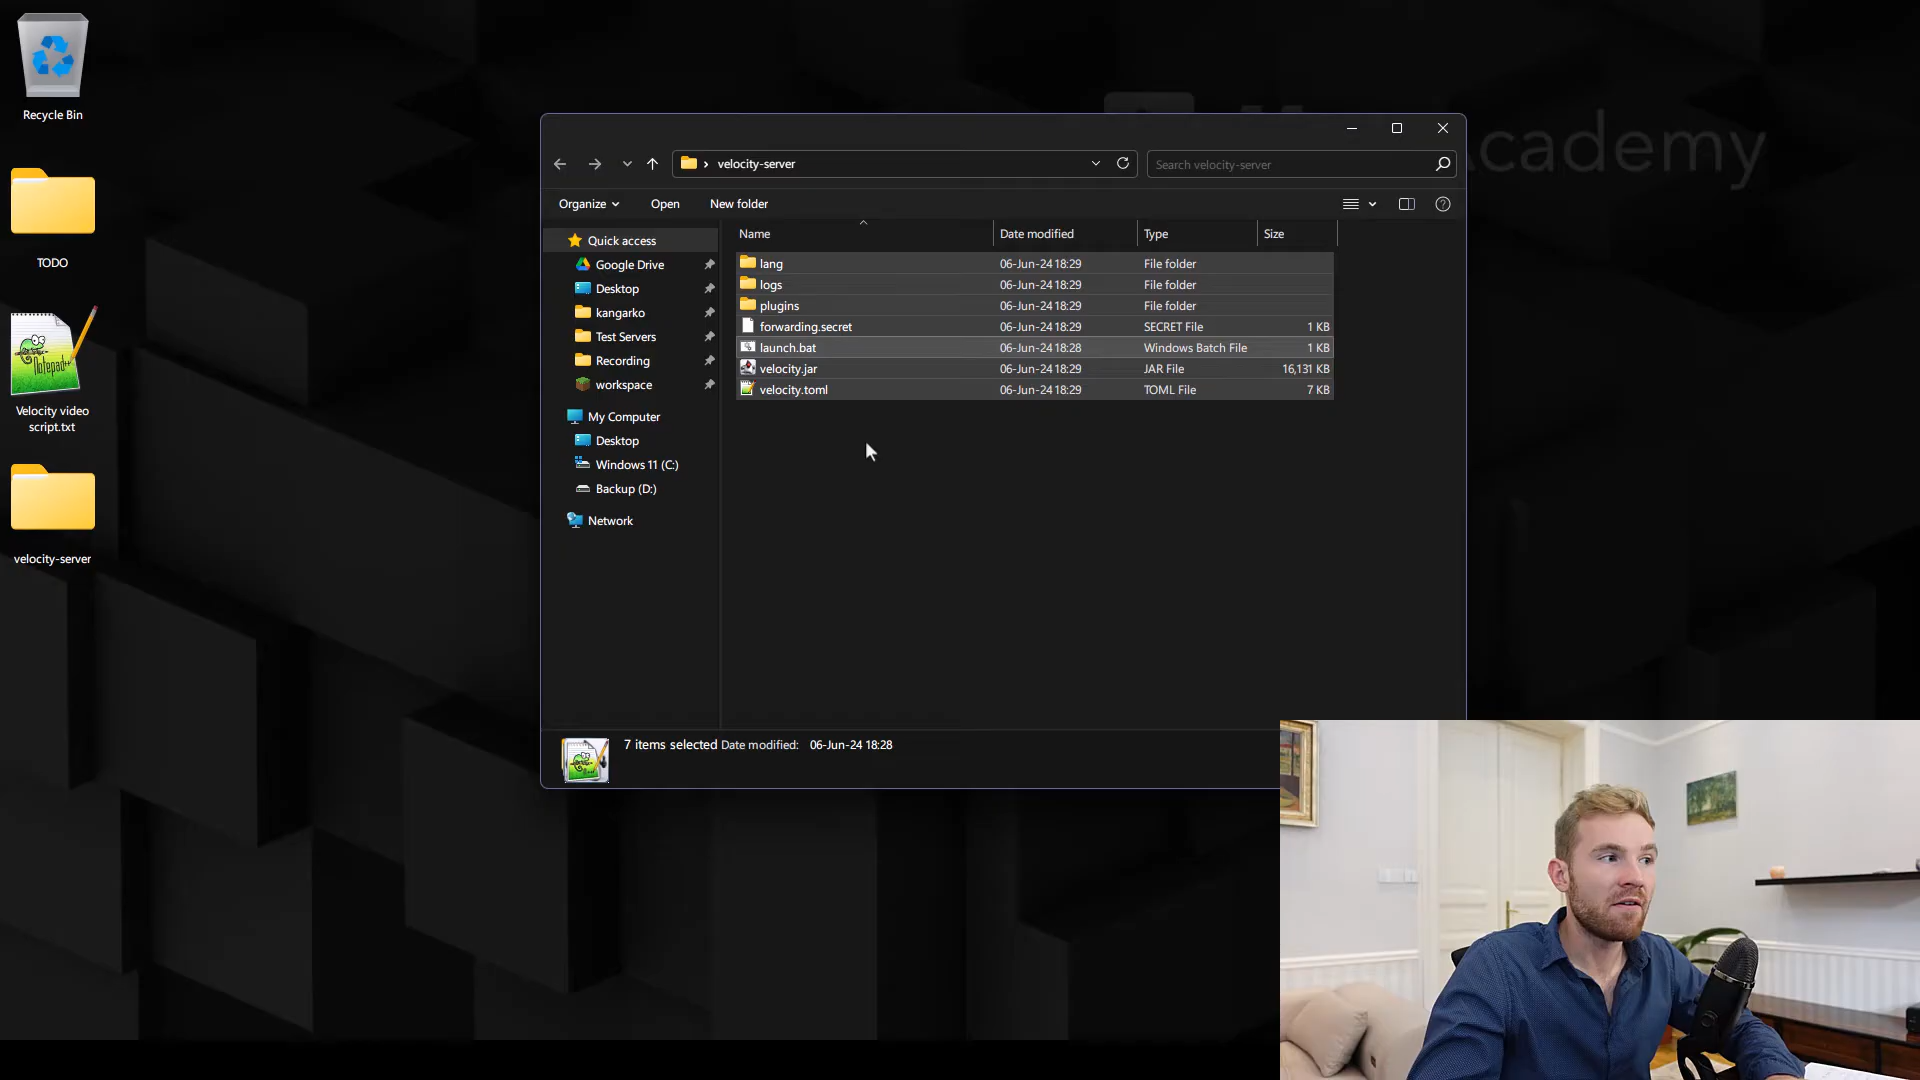 Recycle Bin
TODO
Velocity video
script.txt
velocity-server
cademy
velocity-server
Search velocity-server
Organize
Open
New folder
Name
Date modified
Type
Size
Quick access
Google Drive
Desktop
kangarko
Test Servers
Recording
workspace
My Computer
Desktop
Windows 11 (C:)
Backup (D:)
Network
lang 06-Jun-24 18:29 File folder
logs 06-Jun-24 18:29 File folder
plugins 06-Jun-24 18:29 File folder
forwarding.secret 06-Jun-24 18:29 SECRET File 1 KB
launch.bat 06-Jun-24 18:28 Windows Batch File 1 KB
velocity.jar 06-Jun-24 18:29 JAR File 16,131 KB
velocity.toml 06-Jun-24 18:29 TOML File 7 KB
7 items selected Date modified: 06-Jun-24 18:28